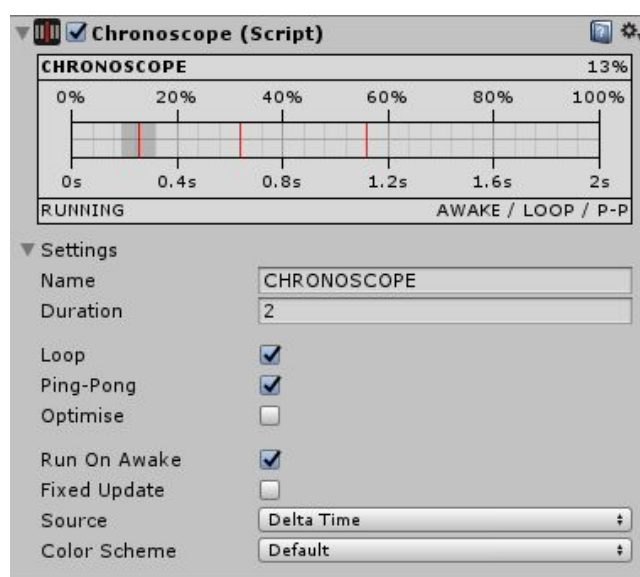 Chronoscope (Script)
CHRONOSCOPE 13%
0% 20% 40% 60% 80% 100%
0s 0.4s 0.8s 1.2s 1.6s 2s
RUNNING AWAKE / LOOP / P-P
Settings
Name CHRONOSCOPE
Duration 2
Loop
Ping-Pong
Optimise
Run On Awake
Fixed Update
Source Delta Time
Color Scheme Default